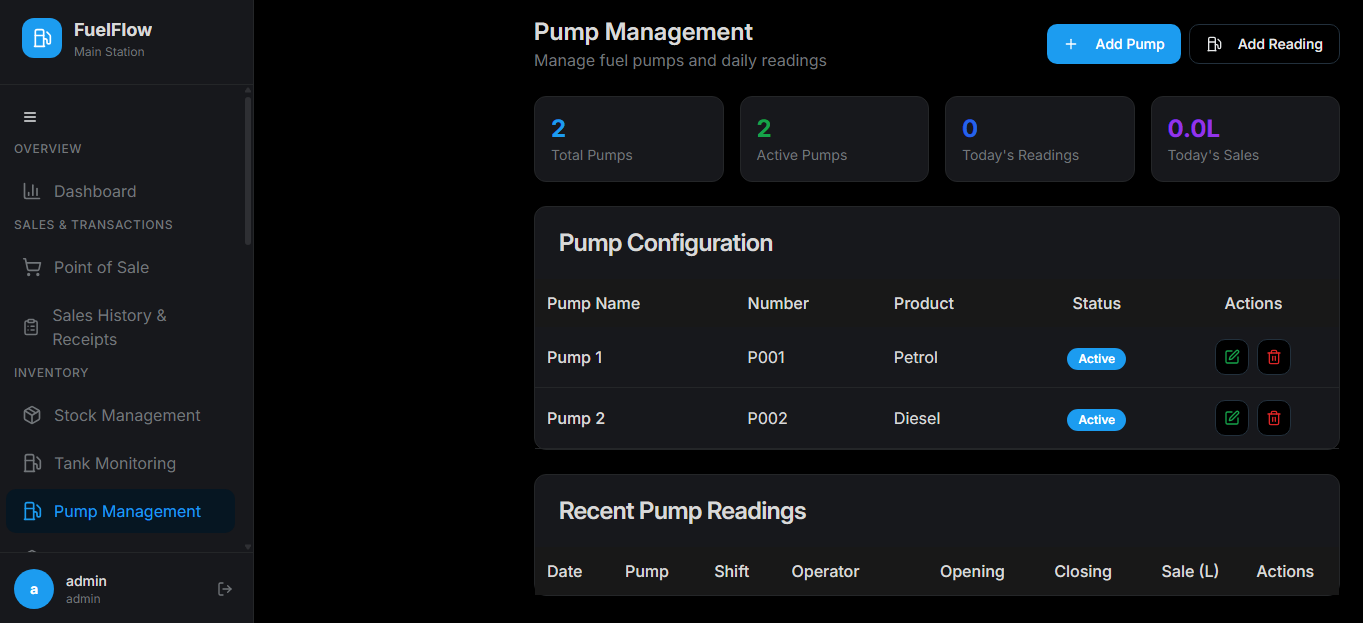 FuelFlow
Main Station
OVERVIEW
Dashboard
SALES & TRANSACTIONS
Point of Sale
Sales History &
Receipts
INVENTORY
Stock Management
Tank Monitoring
Pump Management
a
admin
admin
Pump Management
Manage fuel pumps and daily readings
Add Pump
Add Reading
2
Total Pumps
2
Active Pumps
0
Today's Readings
0.0L
Today's Sales
Pump Configuration
Pump Name Number Product Status Actions
Pump 1 P001 Petrol Active
Pump 2 P002 Diesel Active
Recent Pump Readings
Date Pump Shift Operator Opening Closing Sale (L) Actions